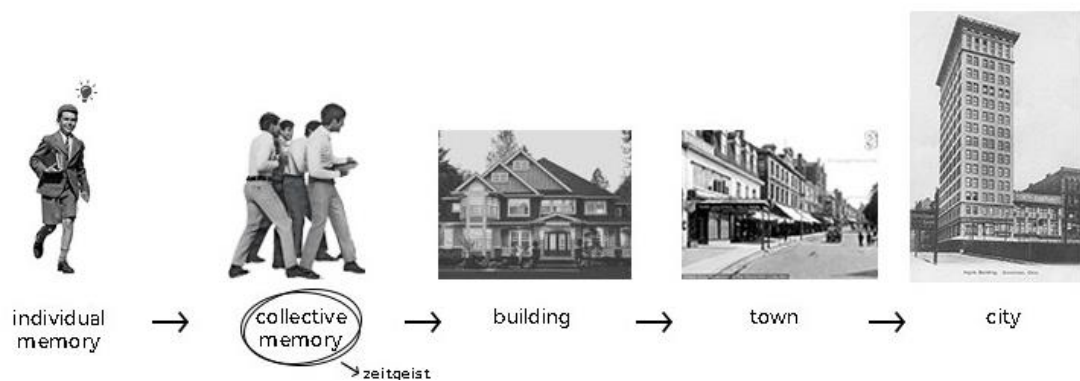 individual
memory
→
collective
memory
zeitgeist
→
building
→
town
→
city